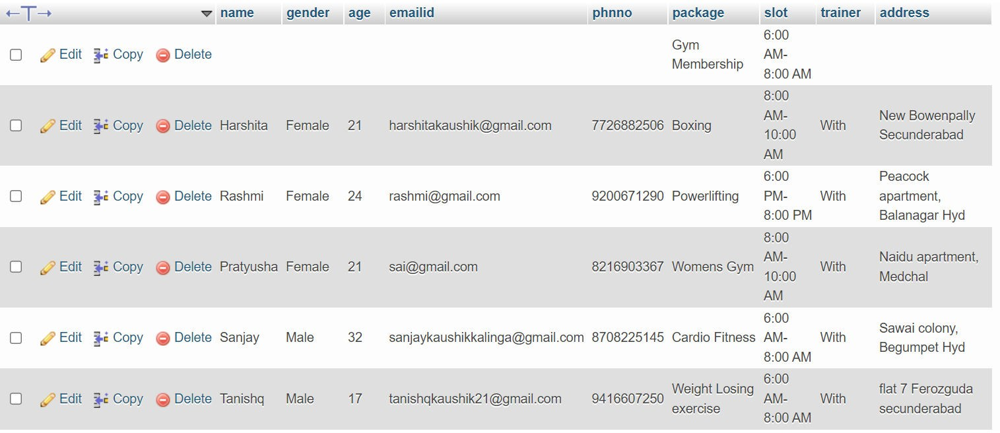 ←T→ name gender age emailid phnno package slot trainer address
Edit Copy Delete Gym Membership 6:00 AM-8:00 AM
Edit Copy Delete Harshita Female 21 harshitakaushik@gmail.com 7726882506 Boxing 8:00 AM-10:00 AM With New Bowenpally Secunderabad
Edit Copy Delete Rashmi Female 24 rashmi@gmail.com 9200671290 Powerlifting 6:00 PM-8:00 PM With Peacock apartment, Balanagar Hyd
Edit Copy Delete Pratyusha Female 21 sai@gmail.com 8216903367 Womens Gym 8:00 AM-10:00 AM With Naidu apartment, Medchal
Edit Copy Delete Sanjay Male 32 sanjaykaushikkalinga@gmail.com 8708225145 Cardio Fitness 6:00 AM-8:00 AM With Sawai colony, Begumpet Hyd
Edit Copy Delete Tanishq Male 17 tanishqkaushik21@gmail.com 9416607250 Weight Losing exercise 6:00 AM-8:00 AM With flat 7 Ferozguda secunderabad